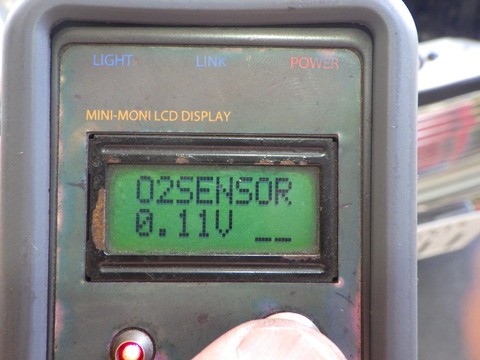 LIGHT LINK POWER
MINI-MONI LCD DISPLAY
O2SENSOR
0.11V __